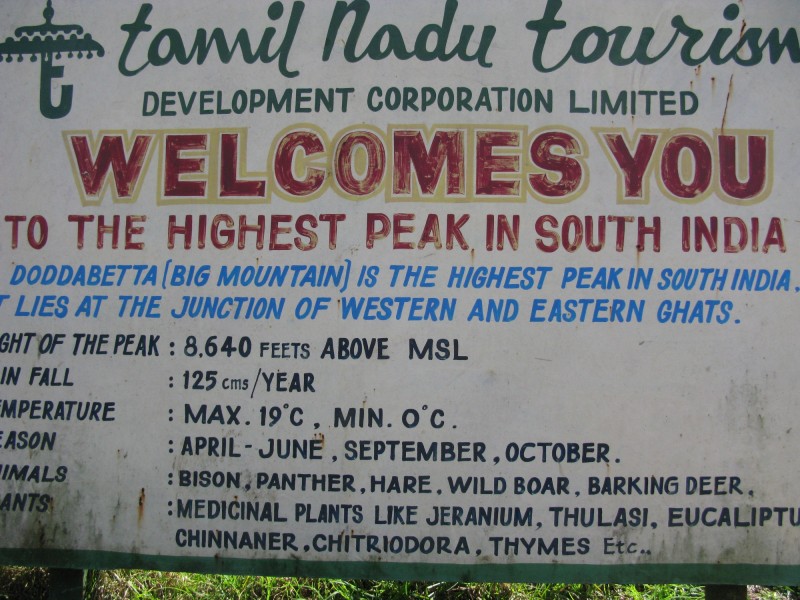 tamil nadu tourism
DEVELOPMENT CORPORATION LIMITED
WELCOMES YOU
TO THE HIGHEST PEAK IN SOUTH INDIA
DODDABETTA (BIG MOUNTAIN) IS THE HIGHEST PEAK IN SOUTH INDIA.
T LIES AT THE JUNCTION OF WESTERN AND EASTERN GHATS.
GHT OF THE PEAK : 8,640 FEETS ABOVE MSL
IN FALL : 125 cms/YEAR
EMPERATURE : MAX. 19°C, MIN. 0°C.
EASON : APRIL-JUNE, SEPTEMBER, OCTOBER.
NIMALS : BISON, PANTHER, HARE, WILD BOAR, BARKING DEER,
ANTS : MEDICINAL PLANTS LIKE JERANIUM, THULASI, EUCALIPTU
CHINNANER, CHITRIODORA, THYMES Etc..